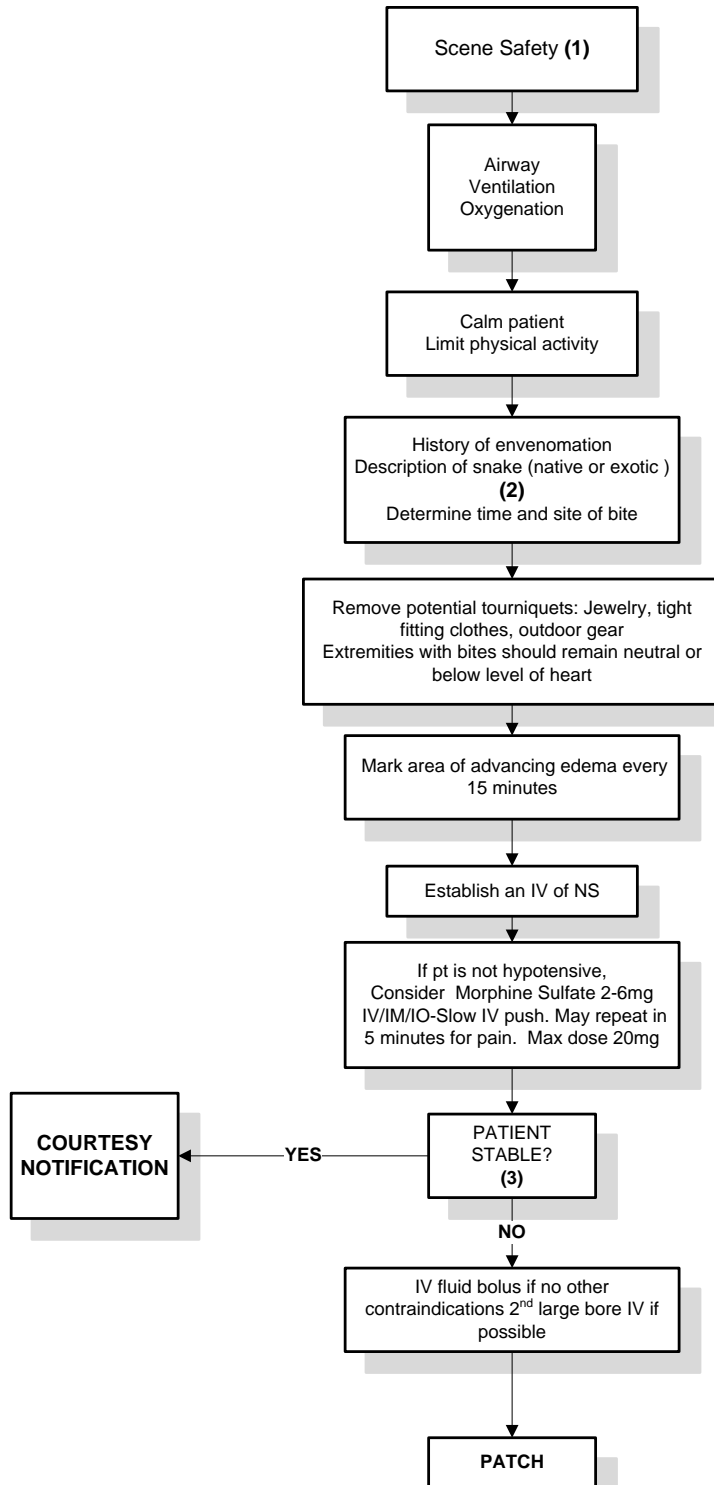 Scene Safety (1)
Airway
Ventilation
Oxygenation
Calm patient
Limit physical activity
History of envenomation
Description of snake (native or exotic )
(2)
Determine time and site of bite
Remove potential tourniquets: Jewelry, tight
fitting clothes, outdoor gear
Extremities with bites should remain neutral or
below level of heart
Mark area of advancing edema every
15 minutes
Establish an IV of NS
If pt is not hypotensive,
Consider Morphine Sulfate 2-6mg
IV/IM/IO-Slow IV push. May repeat in
5 minutes for pain. Max dose 20mg
PATIENT
STABLE?
(3)
YES
COURTESY
NOTIFICATION
NO
IV fluid bolus if no other
contraindications 2nd large bore IV if
possible
PATCH